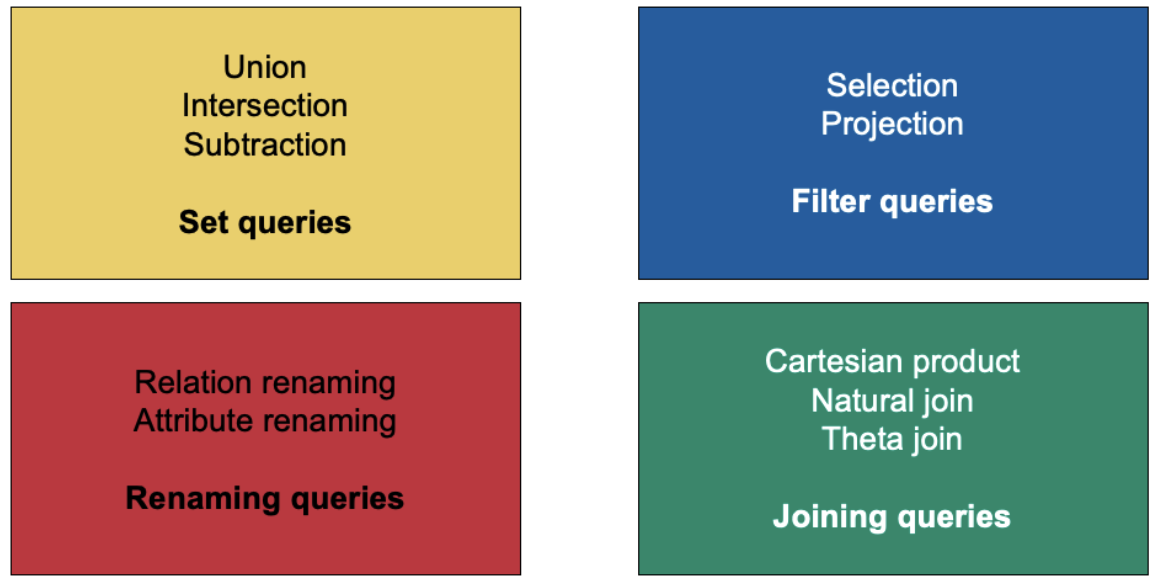 Union
Intersection
Subtraction
Set queries
Selection
Projection
Filter queries
Relation renaming
Attribute renaming
Renaming queries
Cartesian product
Natural join
Theta join
Joining queries